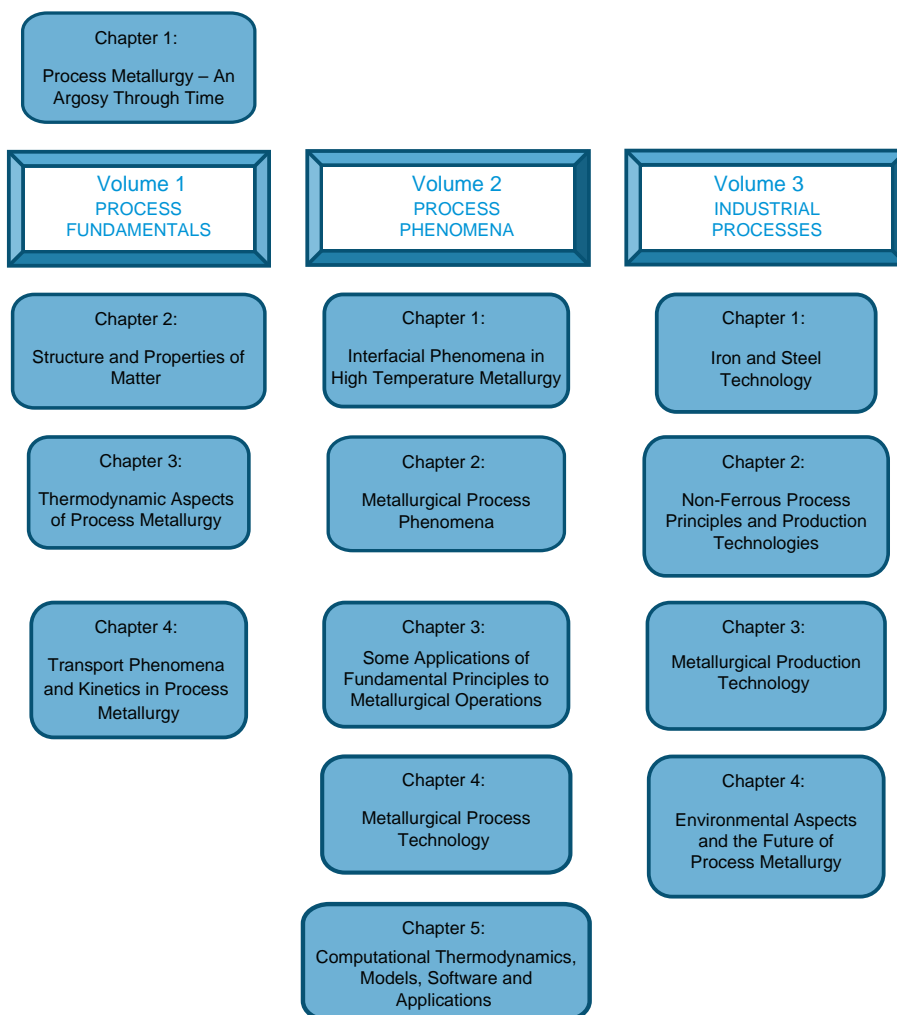 Chapter 1:
Process Metallurgy – An
Argosy Through Time
Volume 1
PROCESS
FUNDAMENTALS
Volume 2
PROCESS
PHENOMENA
Volume 3
INDUSTRIAL
PROCESSES
Chapter 2:
Structure and Properties of
Matter
Chapter 1:
Interfacial Phenomena in
High Temperature Metallurgy
Chapter 1:
Iron and Steel
Technology
Chapter 3:
Thermodynamic Aspects
of Process Metallurgy
Chapter 2:
Metallurgical Process
Phenomena
Chapter 2:
Non-Ferrous Process
Principles and Production
Technologies
Chapter 4:
Transport Phenomena
and Kinetics in Process
Metallurgy
Chapter 3:
Some Applications of
Fundamental Principles to
Metallurgical Operations
Chapter 3:
Metallurgical Production
Technology
Chapter 4:
Metallurgical Process
Technology
Chapter 4:
Environmental Aspects
and the Future of
Process Metallurgy
Chapter 5:
Computational Thermodynamics,
Models, Software and
Applications